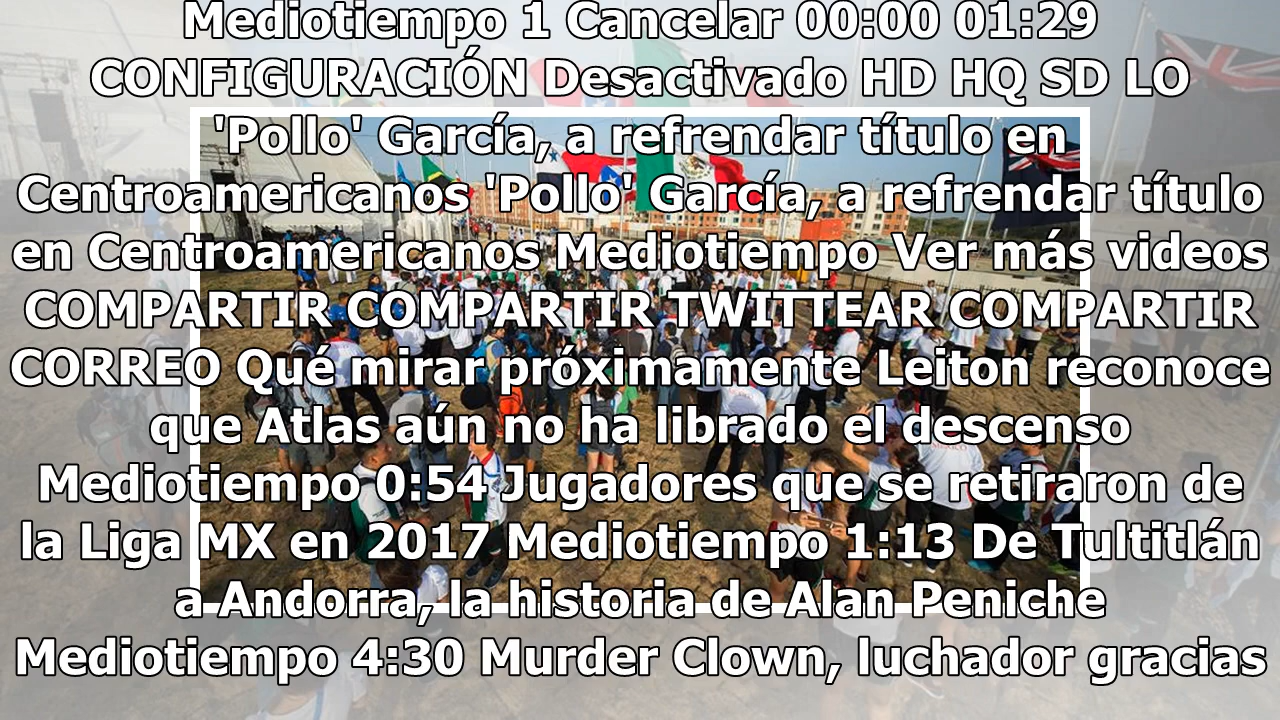 Mediotiempo 1 Cancelar 00:00 01:29
CONFIGURACIÓN Desactivado HD HQ SD LO
'Pollo' García, a refrendar título en
Centroamericanos 'Pollo' García, a refrendar título
en Centroamericanos Mediotiempo Ver más videos
COMPARTIR COMPARTIR TWITTEAR COMPARTIR
CORREO Qué mirar próximamente Leiton reconoce
que Atlas aún no ha librado el descenso
Mediotiempo 0:54 Jugadores que se retiraron de
la Liga MX en 2017 Mediotiempo 1:13 De Tultitlán
a Andorra, la historia de Alan Peniche
Mediotiempo 4:30 Murder Clown, luchador gracias